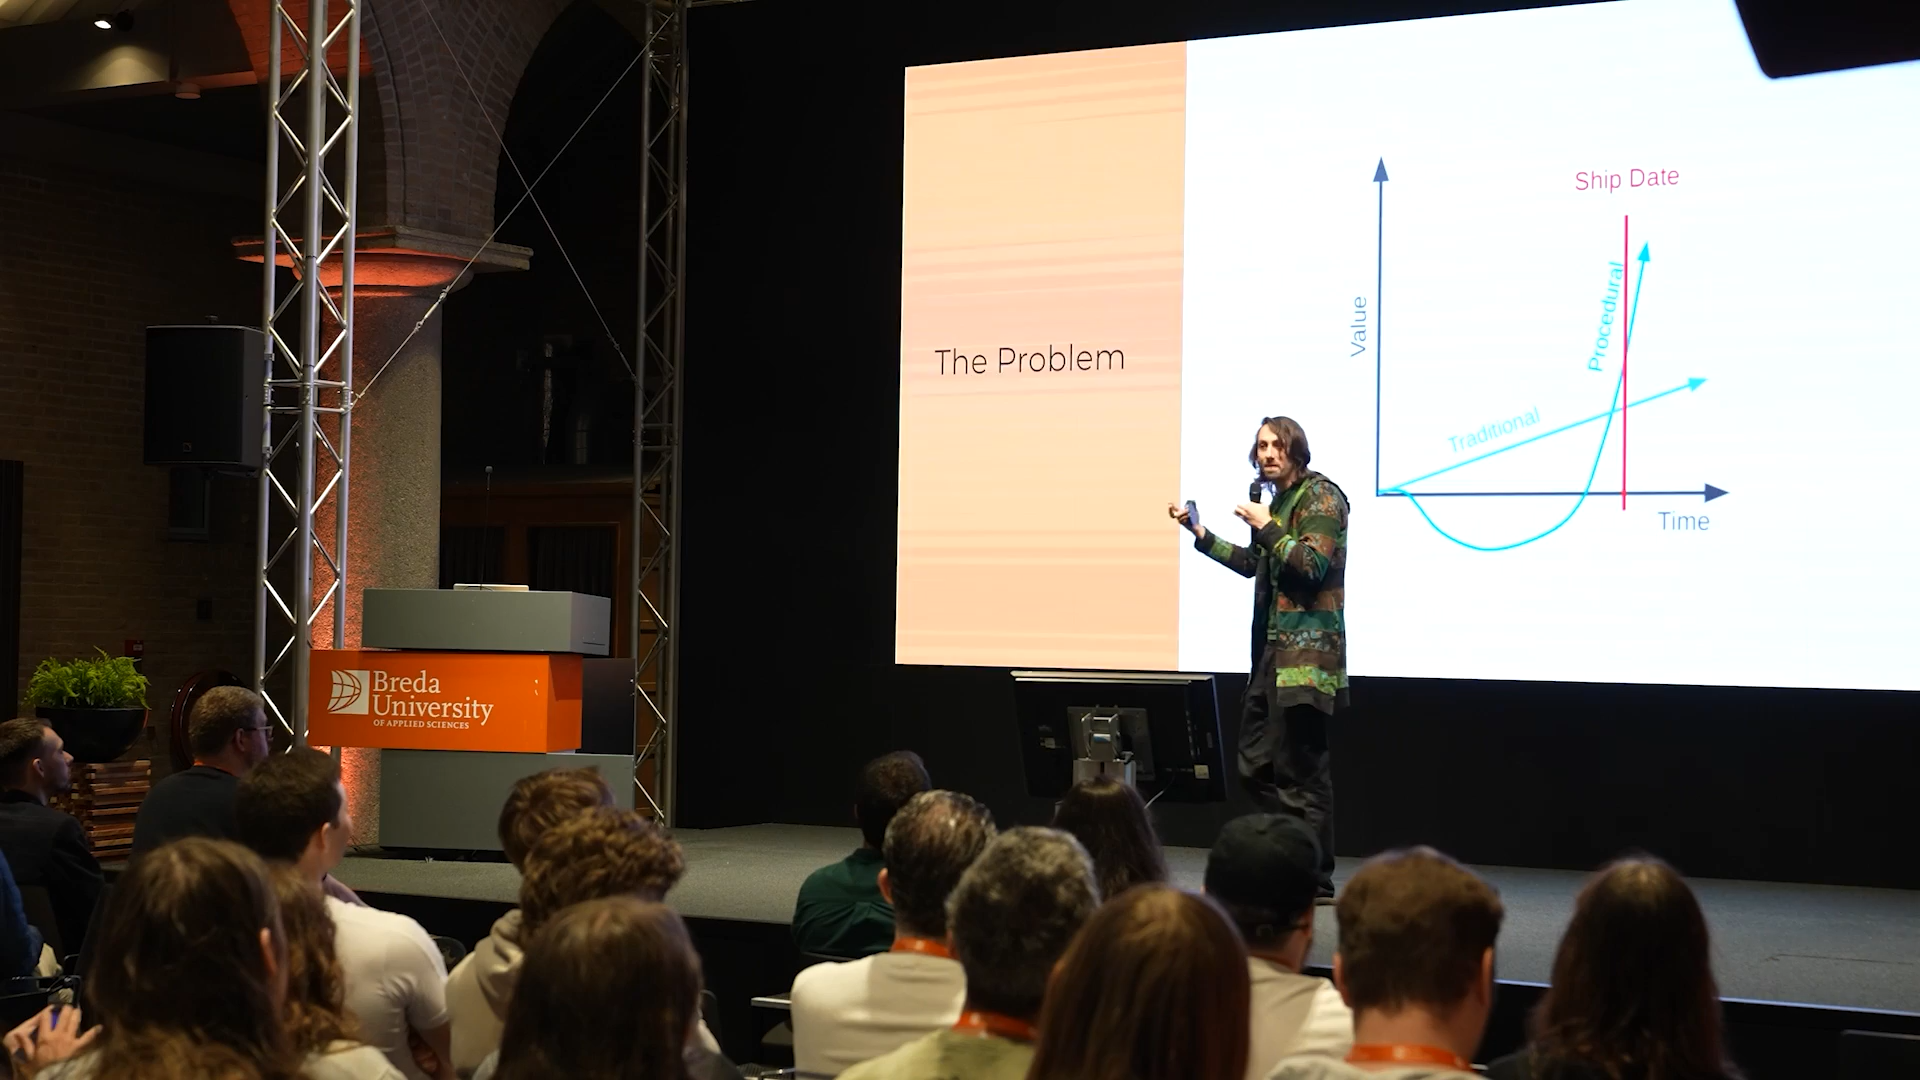 The Problem
Ship Date
Value
Procedural
Traditional
Time
Breda
University
OF APPLIED SCIENCES